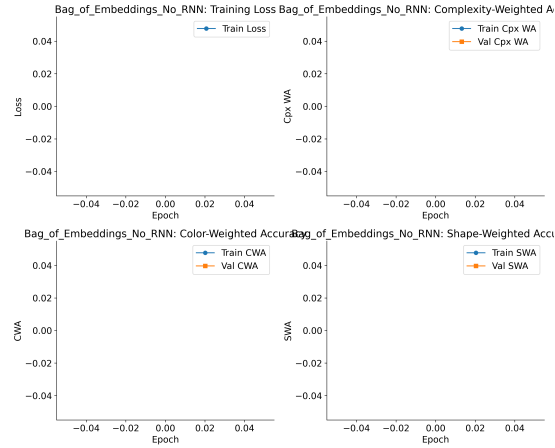 Bag_of_Embeddings_No_RNN: Training Loss
Train Loss
0.04
0.02
0.00
−0.02
−0.04
Loss
−0.04 −0.02 0.00 0.02 0.04
Epoch
Bag_of_Embeddings_No_RNN: Complexity-Weighted A
Train Cpx WA
Val Cpx WA
0.04
0.02
0.00
−0.02
−0.04
Cpx WA
−0.04 −0.02 0.00 0.02 0.04
Epoch
Bag_of_Embeddings_No_RNN: Color-Weighted Accuracy
Train CWA
Val CWA
0.04
0.02
0.00
−0.02
−0.04
CWA
−0.04 −0.02 0.00 0.02 0.04
Epoch
Bag_of_Embeddings_No_RNN: Shape-Weighted Accu
Train SWA
Val SWA
0.04
0.02
0.00
−0.02
−0.04
SWA
−0.04 −0.02 0.00 0.02 0.04
Epoch